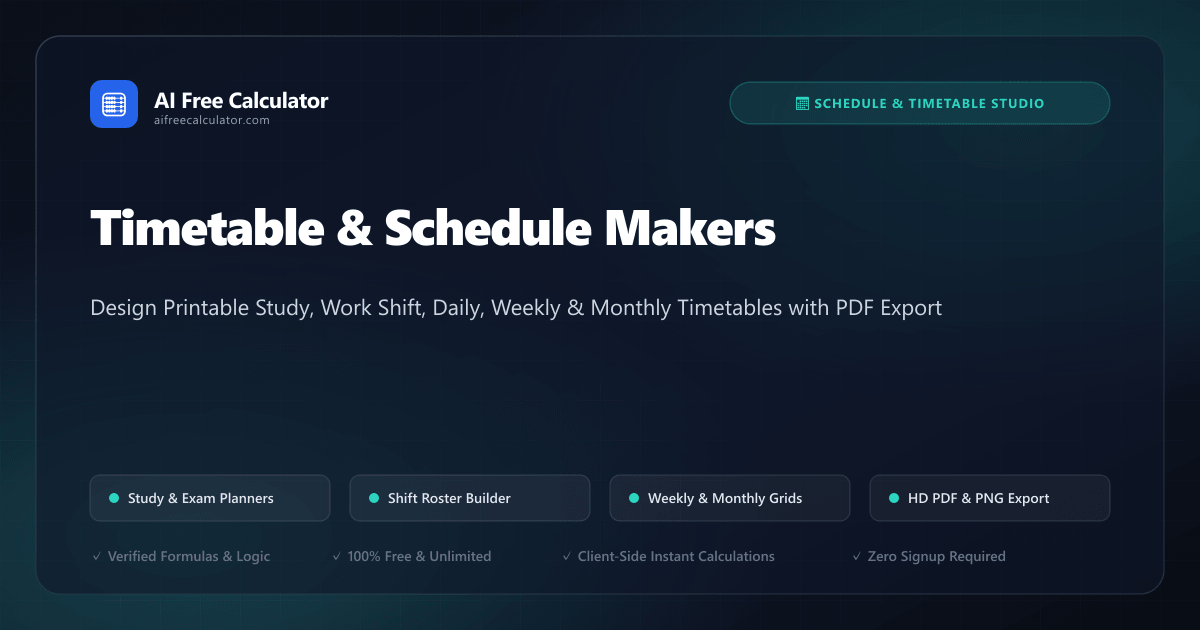 AI Free Calculator
aifreecalculator.com
SCHEDULE & TIMETABLE STUDIO
Timetable & Schedule Makers
Design Printable Study, Work Shift, Daily, Weekly & Monthly Timetables with PDF Export
Study & Exam Planners
Shift Roster Builder
Weekly & Monthly Grids
HD PDF & PNG Export
✓ Verified Formulas & Logic
✓ 100% Free & Unlimited
✓ Client-Side Instant Calculations
✓ Zero Signup Required